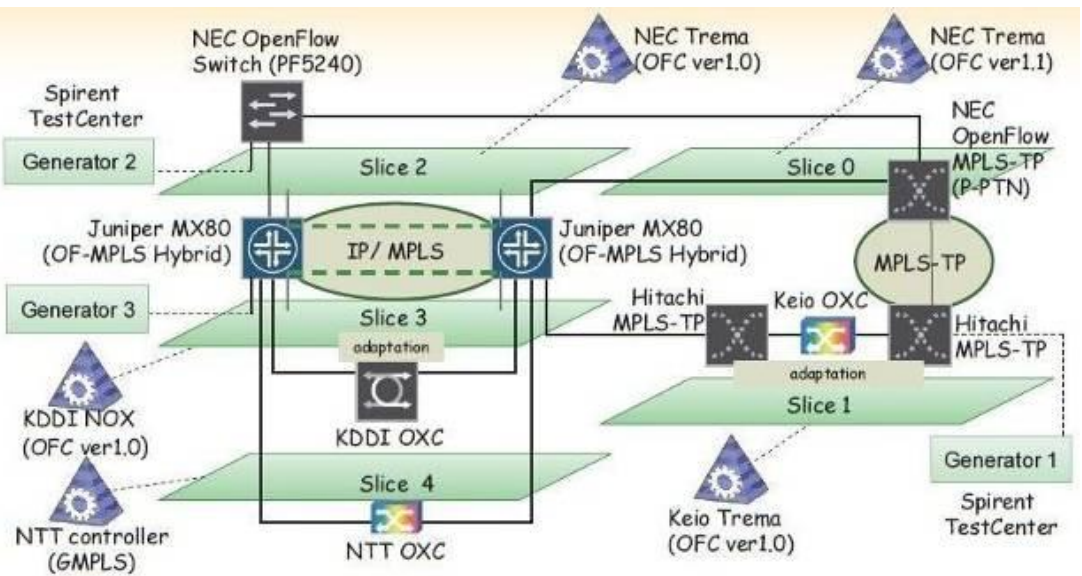 NEC OpenFlow
Switch (PF5240)
NEC Trema
(OFC ver1.0)
NEC Trema
(OFC ver1.1)
Spirent
TestCenter
Generator 2
NEC
OpenFlow
MPLS-TP
(P-PTN)
Slice 2
Slice 0
Juniper MX80
(OF-MPLS Hybrid)
IP/ MPLS
Juniper MX80
(OF-MPLS Hybrid)
MPLS-TP
Generator 3
Slice 3
adaptation
Hitachi
MPLS-TP
Keio OXC
Hitachi
MPLS-TP
adaptation
Slice 1
KDDI NOX
(OFC ver1.0)
KDDI OXC
Generator 1
Spirent
TestCenter
Slice 4
NTT controller
(GMPLS)
NTT OXC
Keio Trema
(OFC ver1.0)